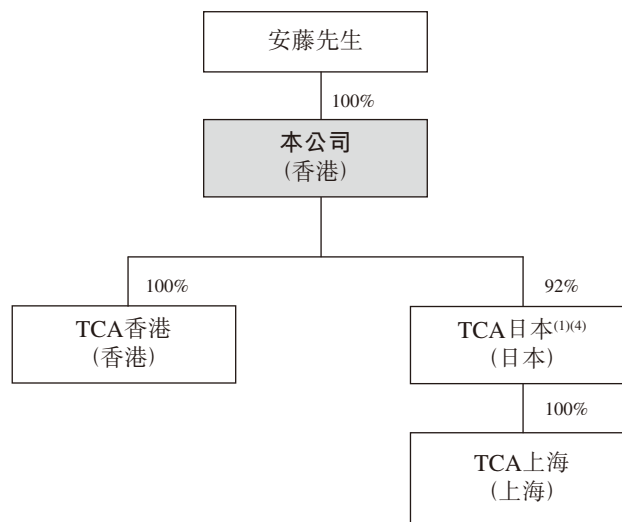 安藤先生
100%
本公司
(香港)
100%
92%
TCA香港
(香港)
TCA日本(1)(4)
(日本)
100%
TCA上海
(上海)